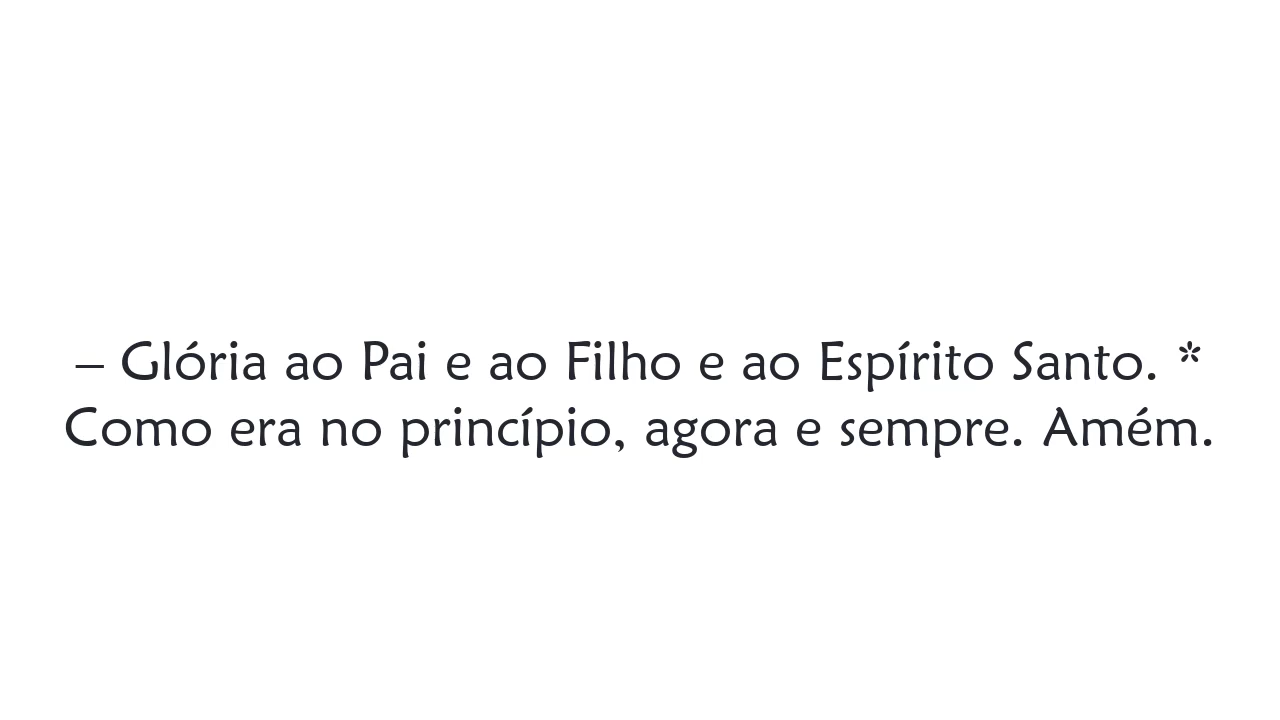 – Glória ao Pai e ao Filho e ao Espírito Santo. *
Como era no princípio, agora e sempre. Amém.